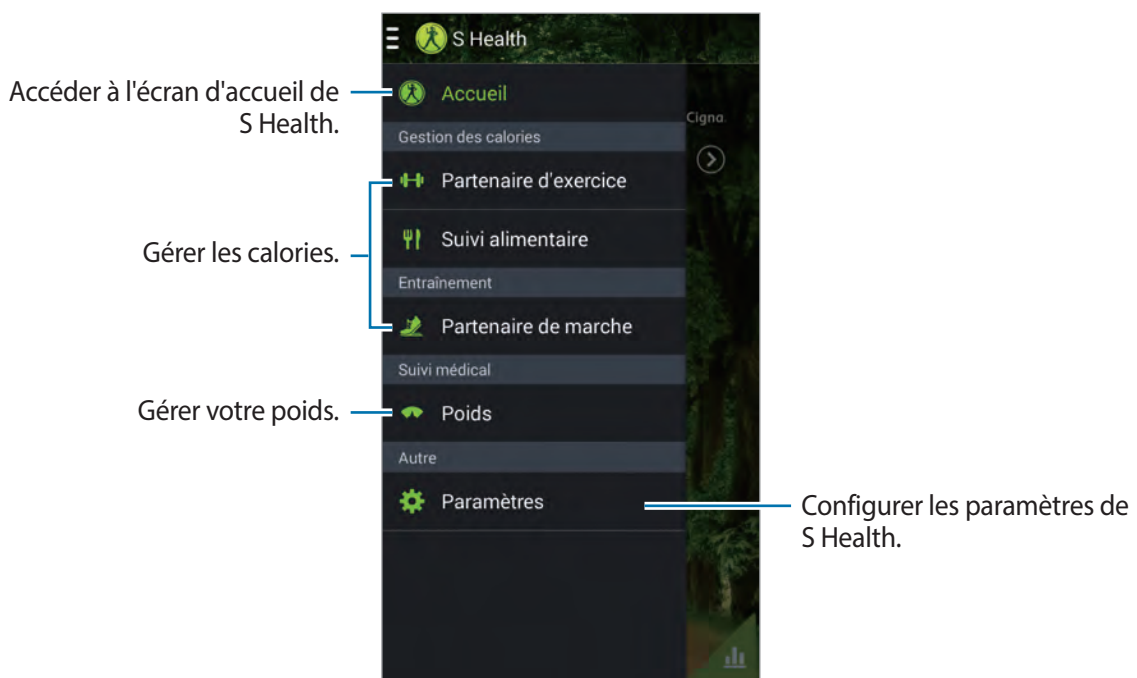 S Health
Accéder à l'écran d'accueil de
S Health.
Accueil
Cigna
Gestion des calories
Partenaire d'exercice
Gérer les calories.
Suivi alimentaire
Entraînement
Partenaire de marche
Suivi médical
Gérer votre poids.
Poids
Autre
Paramètres
Configurer les paramètres de
S Health.